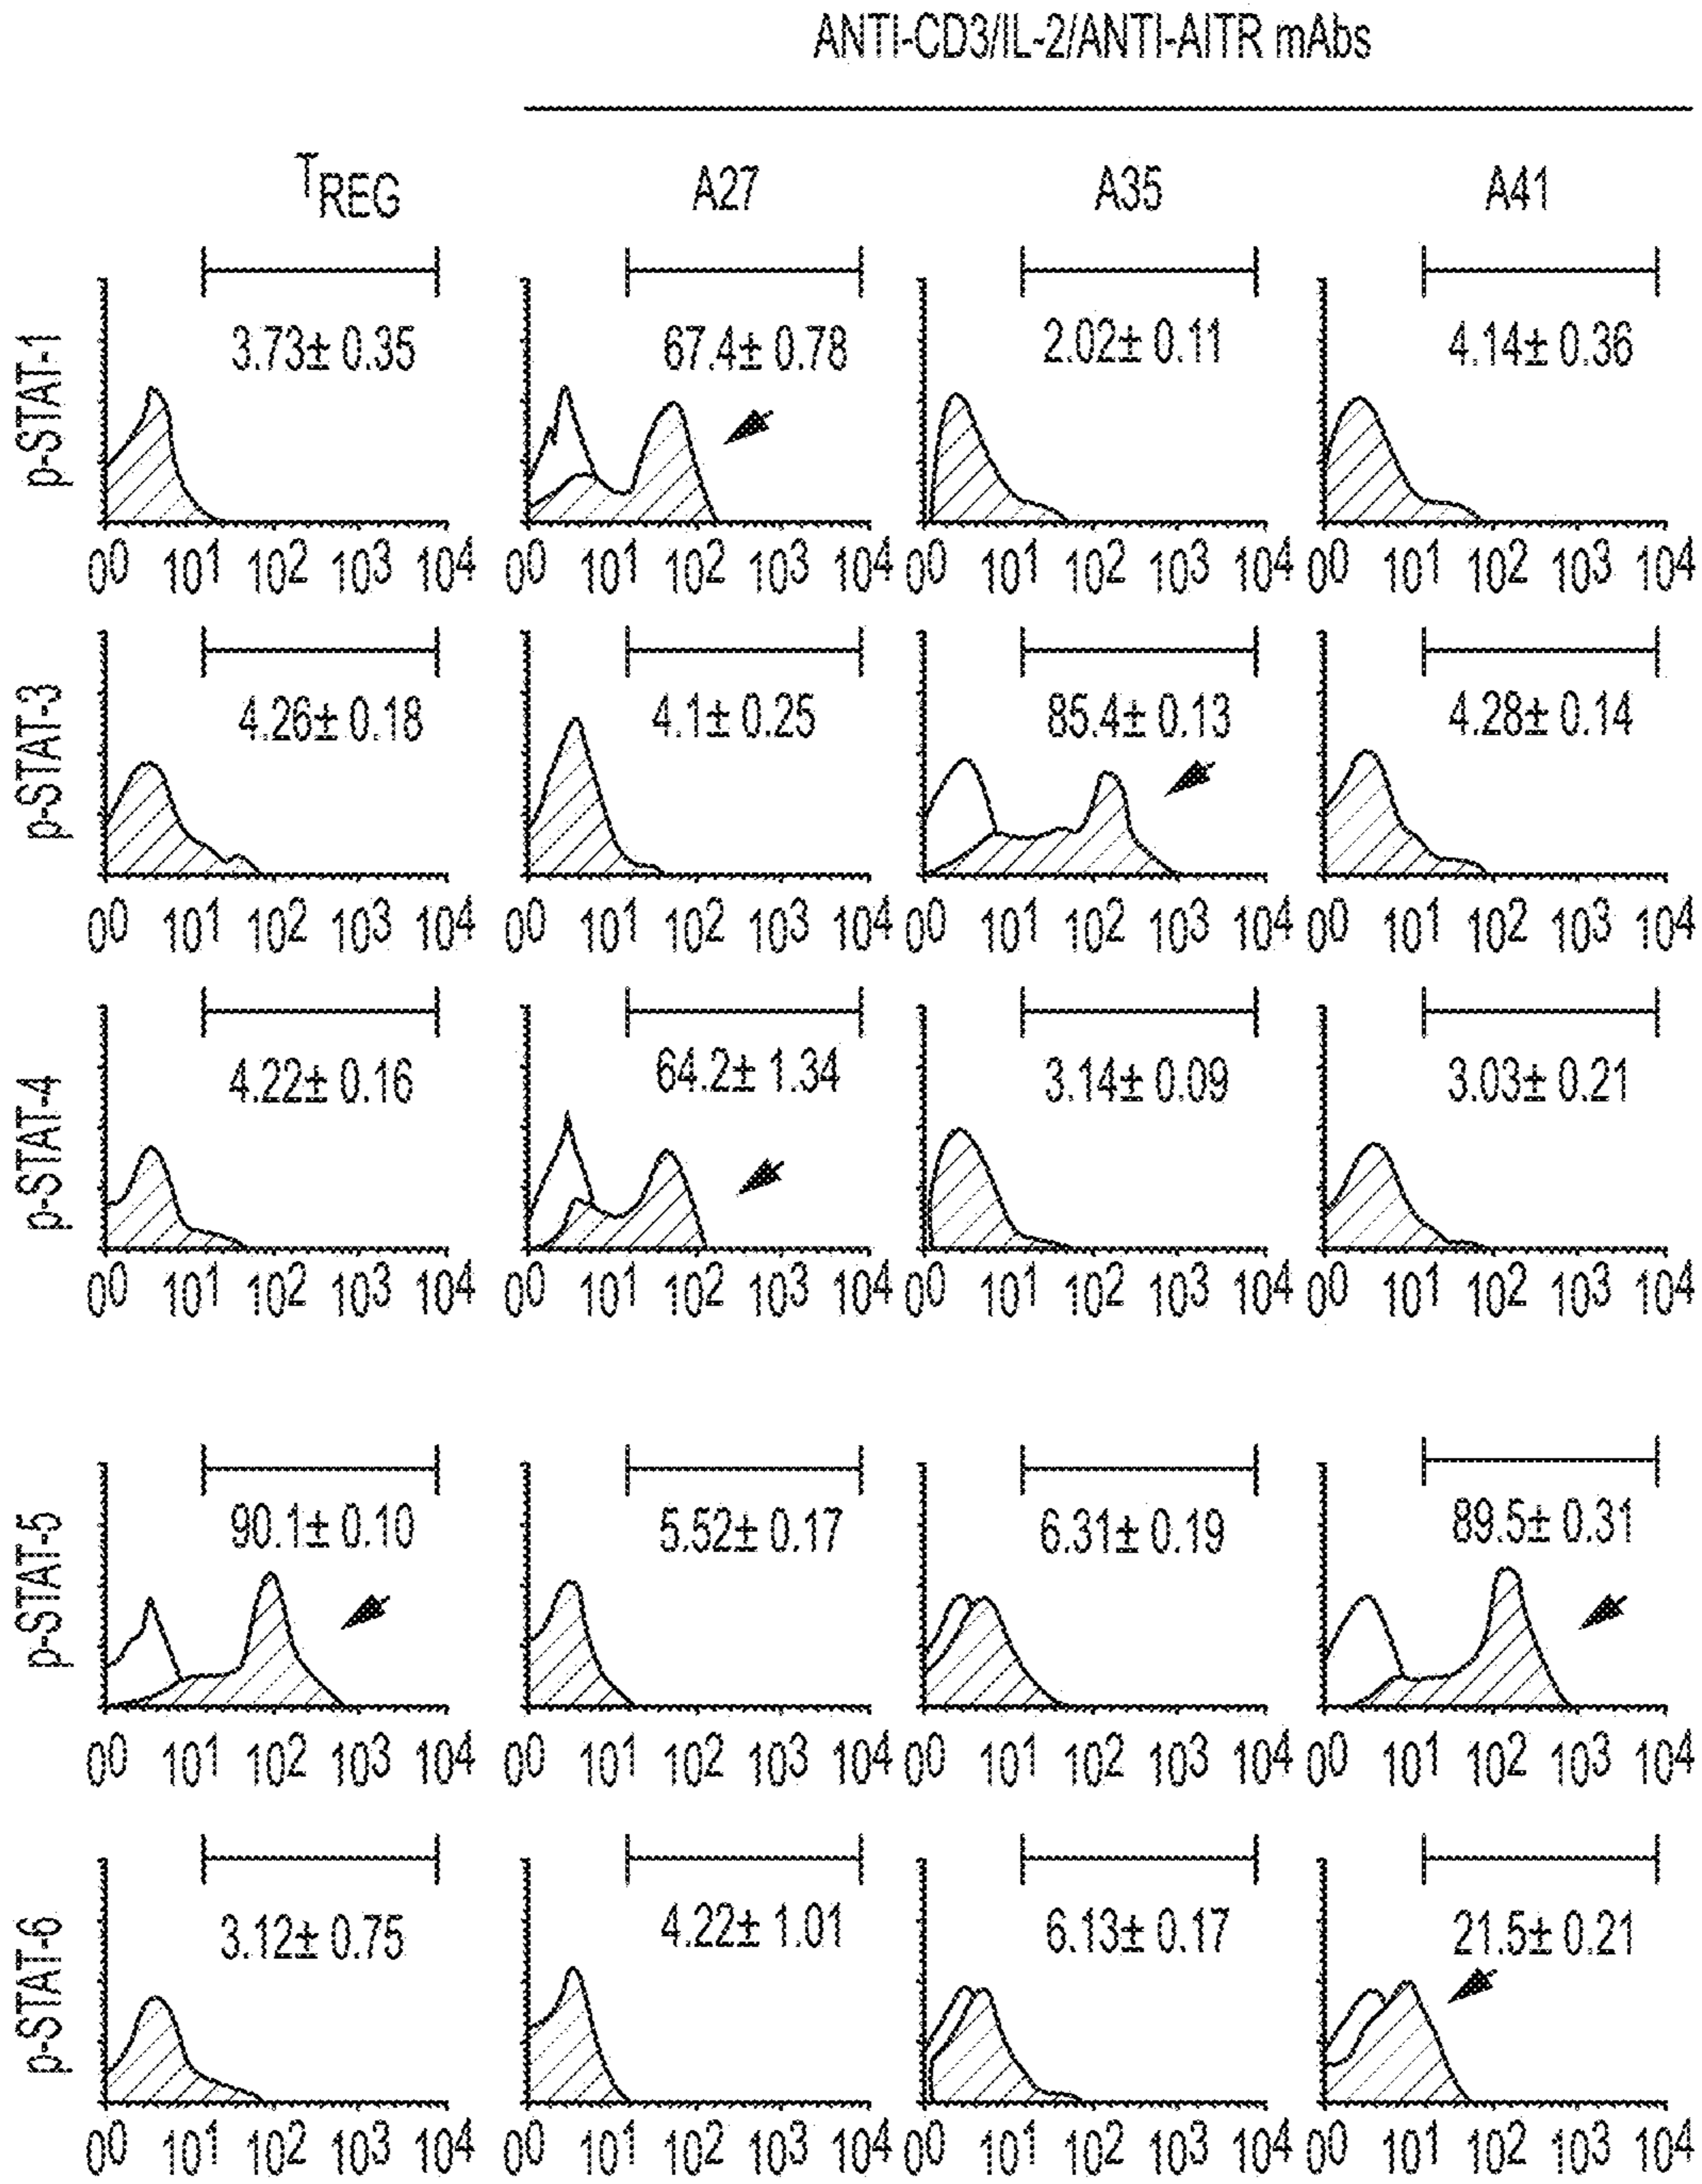 ANTI-CD3/IL-2/ANTI-AITR mAbs
TREG A27 A35 A41
p-STAT-1
3.73± 0.35 67.4± 0.78 2.02± 0.11 4.14± 0.36
00 101 102 103 104 00 101 102 103 104 00 101 102 103 104 00 101 102 103 104
p-STAT-3
4.26± 0.18 4.1± 0.25 85.4± 0.13 4.28± 0.14
00 101 102 103 104 00 101 102 103 104 00 101 102 103 104 00 101 102 103 104
p-STAT-4
4.22± 0.16 64.2± 1.34 3.14± 0.09 3.03± 0.21
00 101 102 103 104 00 101 102 103 104 00 101 102 103 104 00 101 102 103 104
p-STAT-5
90.1± 0.10 5.52± 0.17 6.31± 0.19 89.5± 0.31
00 101 102 103 104 00 101 102 103 104 00 101 102 103 104 00 101 102 103 104
p-STAT-6
3.12± 0.75 4.22± 1.01 6.13± 0.17 21.5± 0.21
00 101 102 103 104 00 101 102 103 104 00 101 102 103 104 00 101 102 103 104